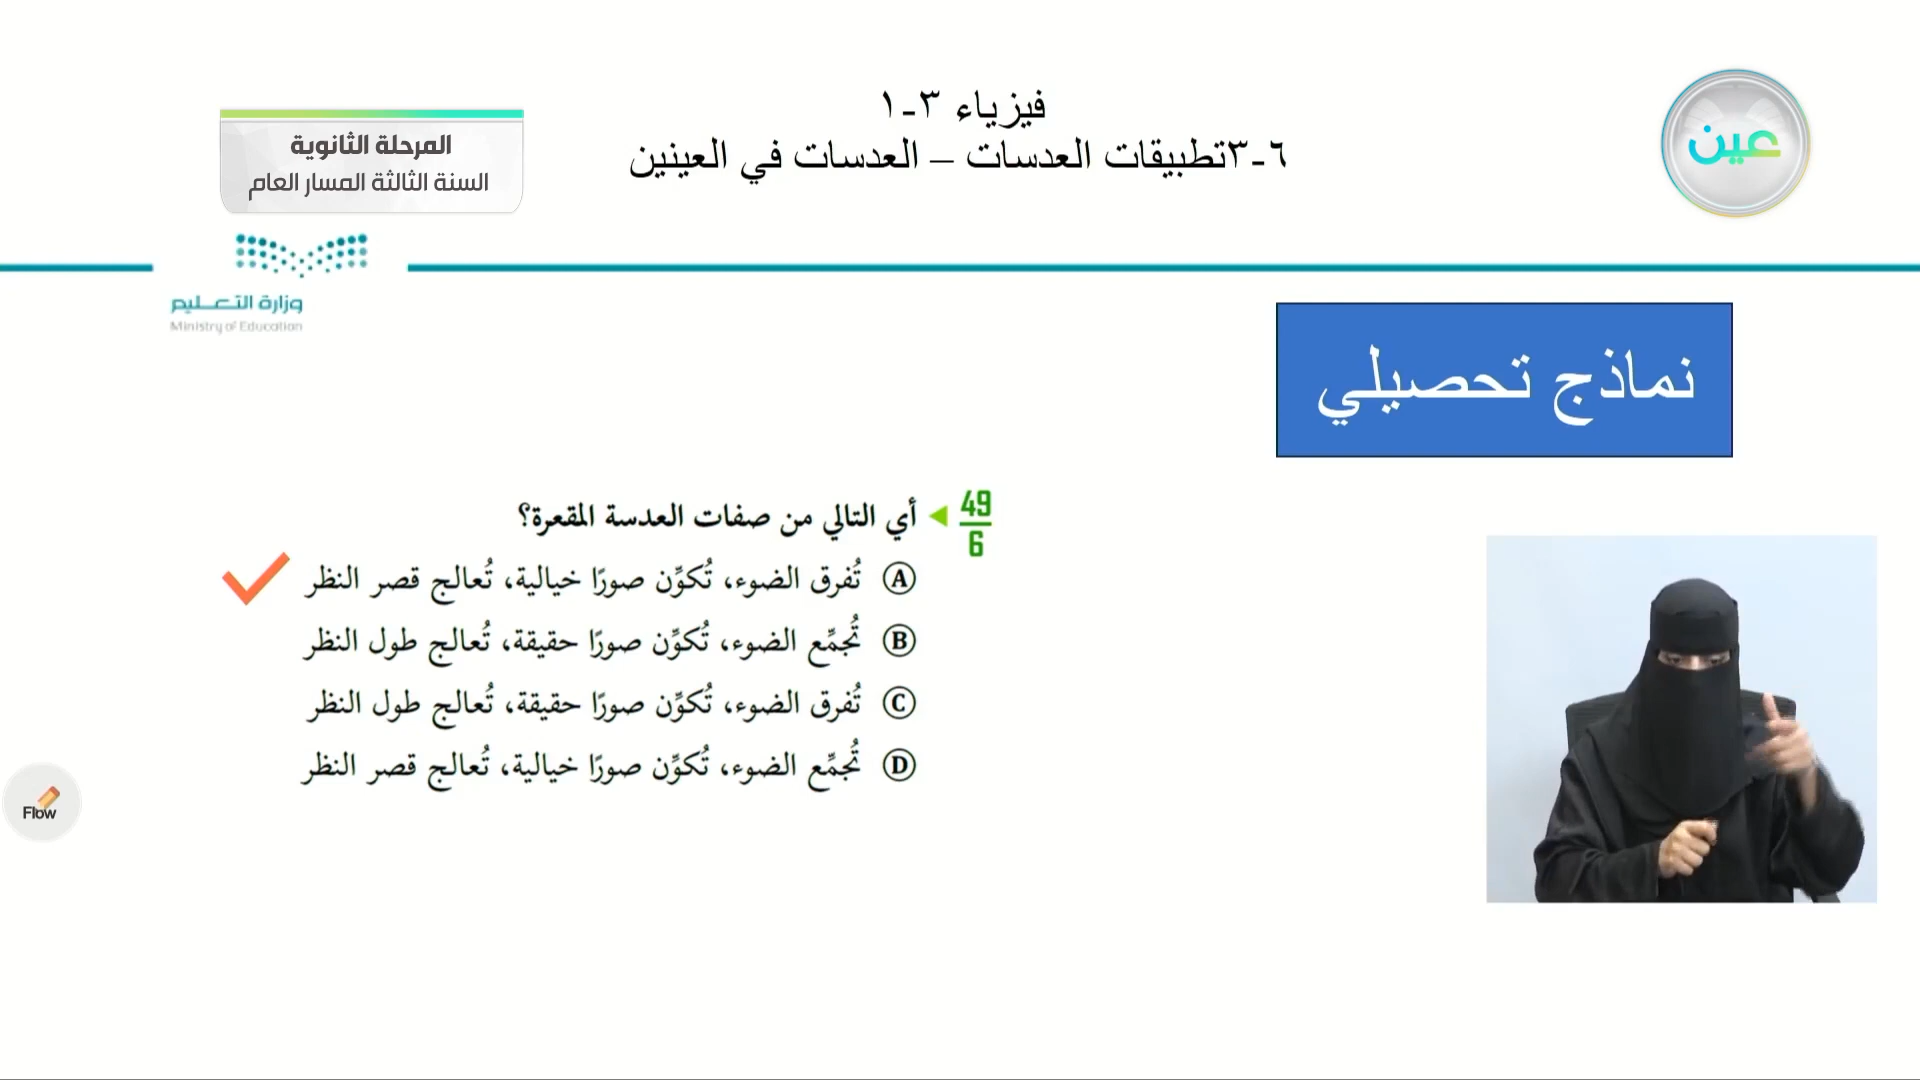 فيزياء ٣-١
٦-٣تطبيقات العدسات – العدسات في العينين
المرحلة الثانوية
السنة الثالثة المسار العام
عين
وزارة التعليم
Ministry of Education
نماذج تحصيلي
49/6 أي التالي من صفات العدسة المقعرة؟
A تُفرق الضوء، تُكوِّن صورًا خيالية، تُعالج قصر النظر
B تُجمِّع الضوء، تُكوِّن صورًا حقيقة، تُعالج طول النظر
C تُفرق الضوء، تُكوِّن صورًا حقيقة، تُعالج طول النظر
D تُجمِّع الضوء، تُكوِّن صورًا خيالية، تُعالج قصر النظر
Flow